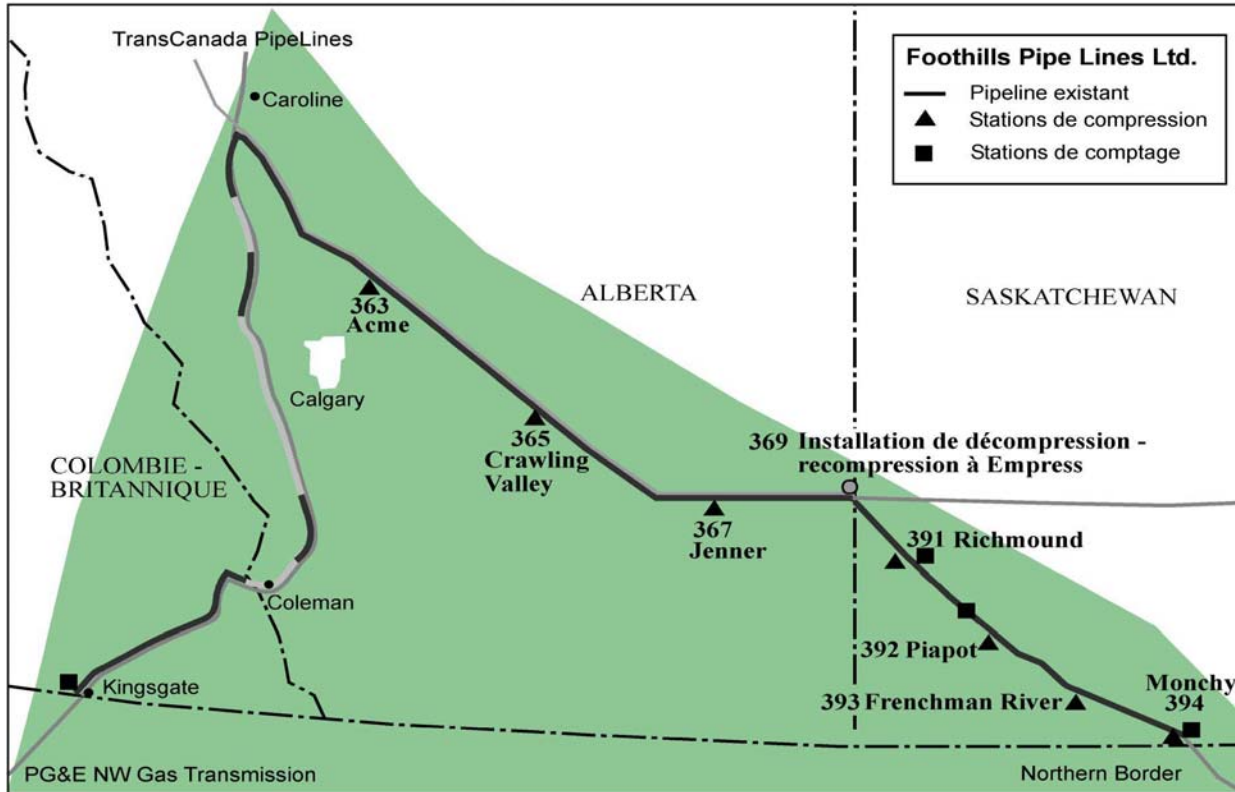 TransCanada PipeLines
Caroline
Foothills Pipe Lines Ltd.
Pipeline existant
Stations de compression
Stations de comptage
ALBERTA
SASKATCHEWAN
363
Acme
Calgary
365
Crawling
Valley
369 Installation de décompression -
recompression à Empress
COLOMBIE -
BRITANNIQUE
367
Jenner
391 Richmound
Coleman
392 Piapot
Kingsgate
393 Frenchman River
Monchy
394
PG&E NW Gas Transmission
Northern Border